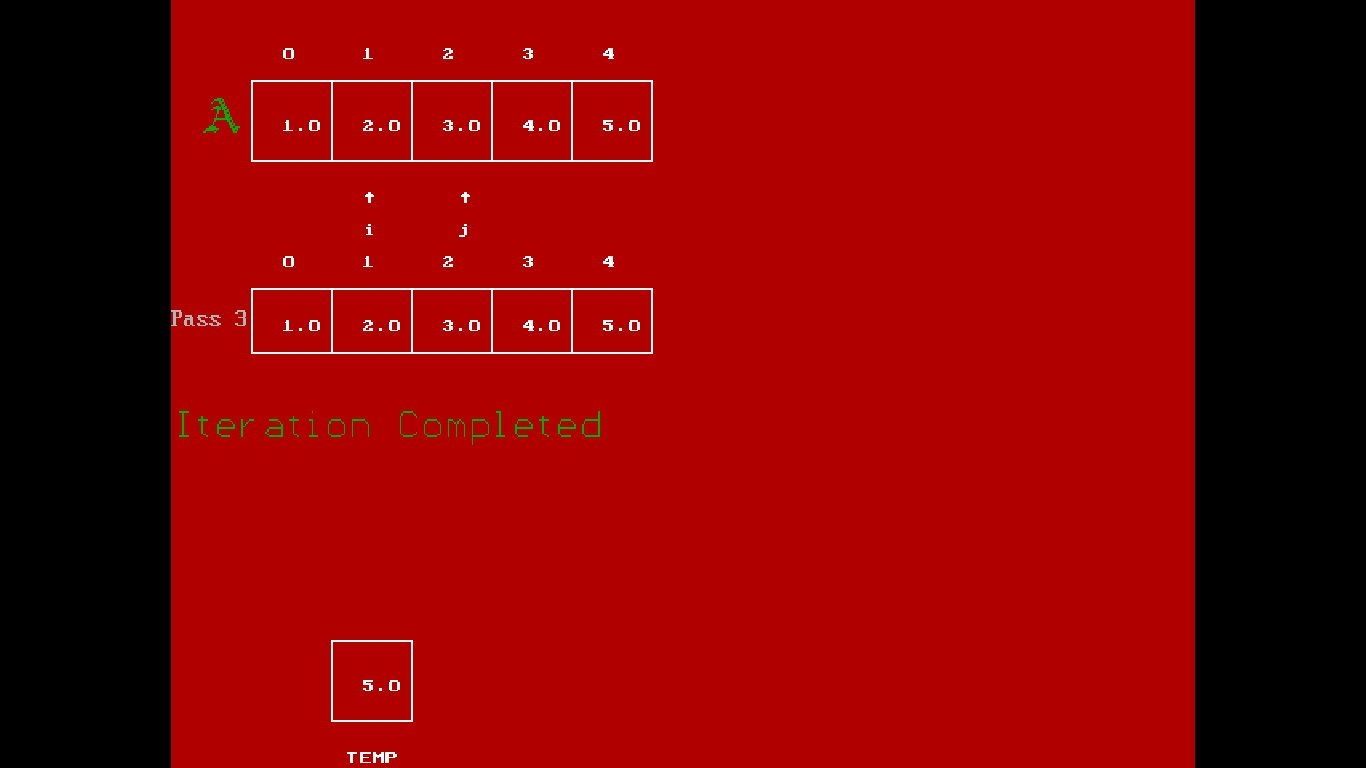 0 1 2 3 4
A 1.0 2.0 3.0 4.0 5.0
↑ ↑
i j
0 1 2 3 4
Pass 3 1.0 2.0 3.0 4.0 5.0
Iteration Completed
5.0
TEMP